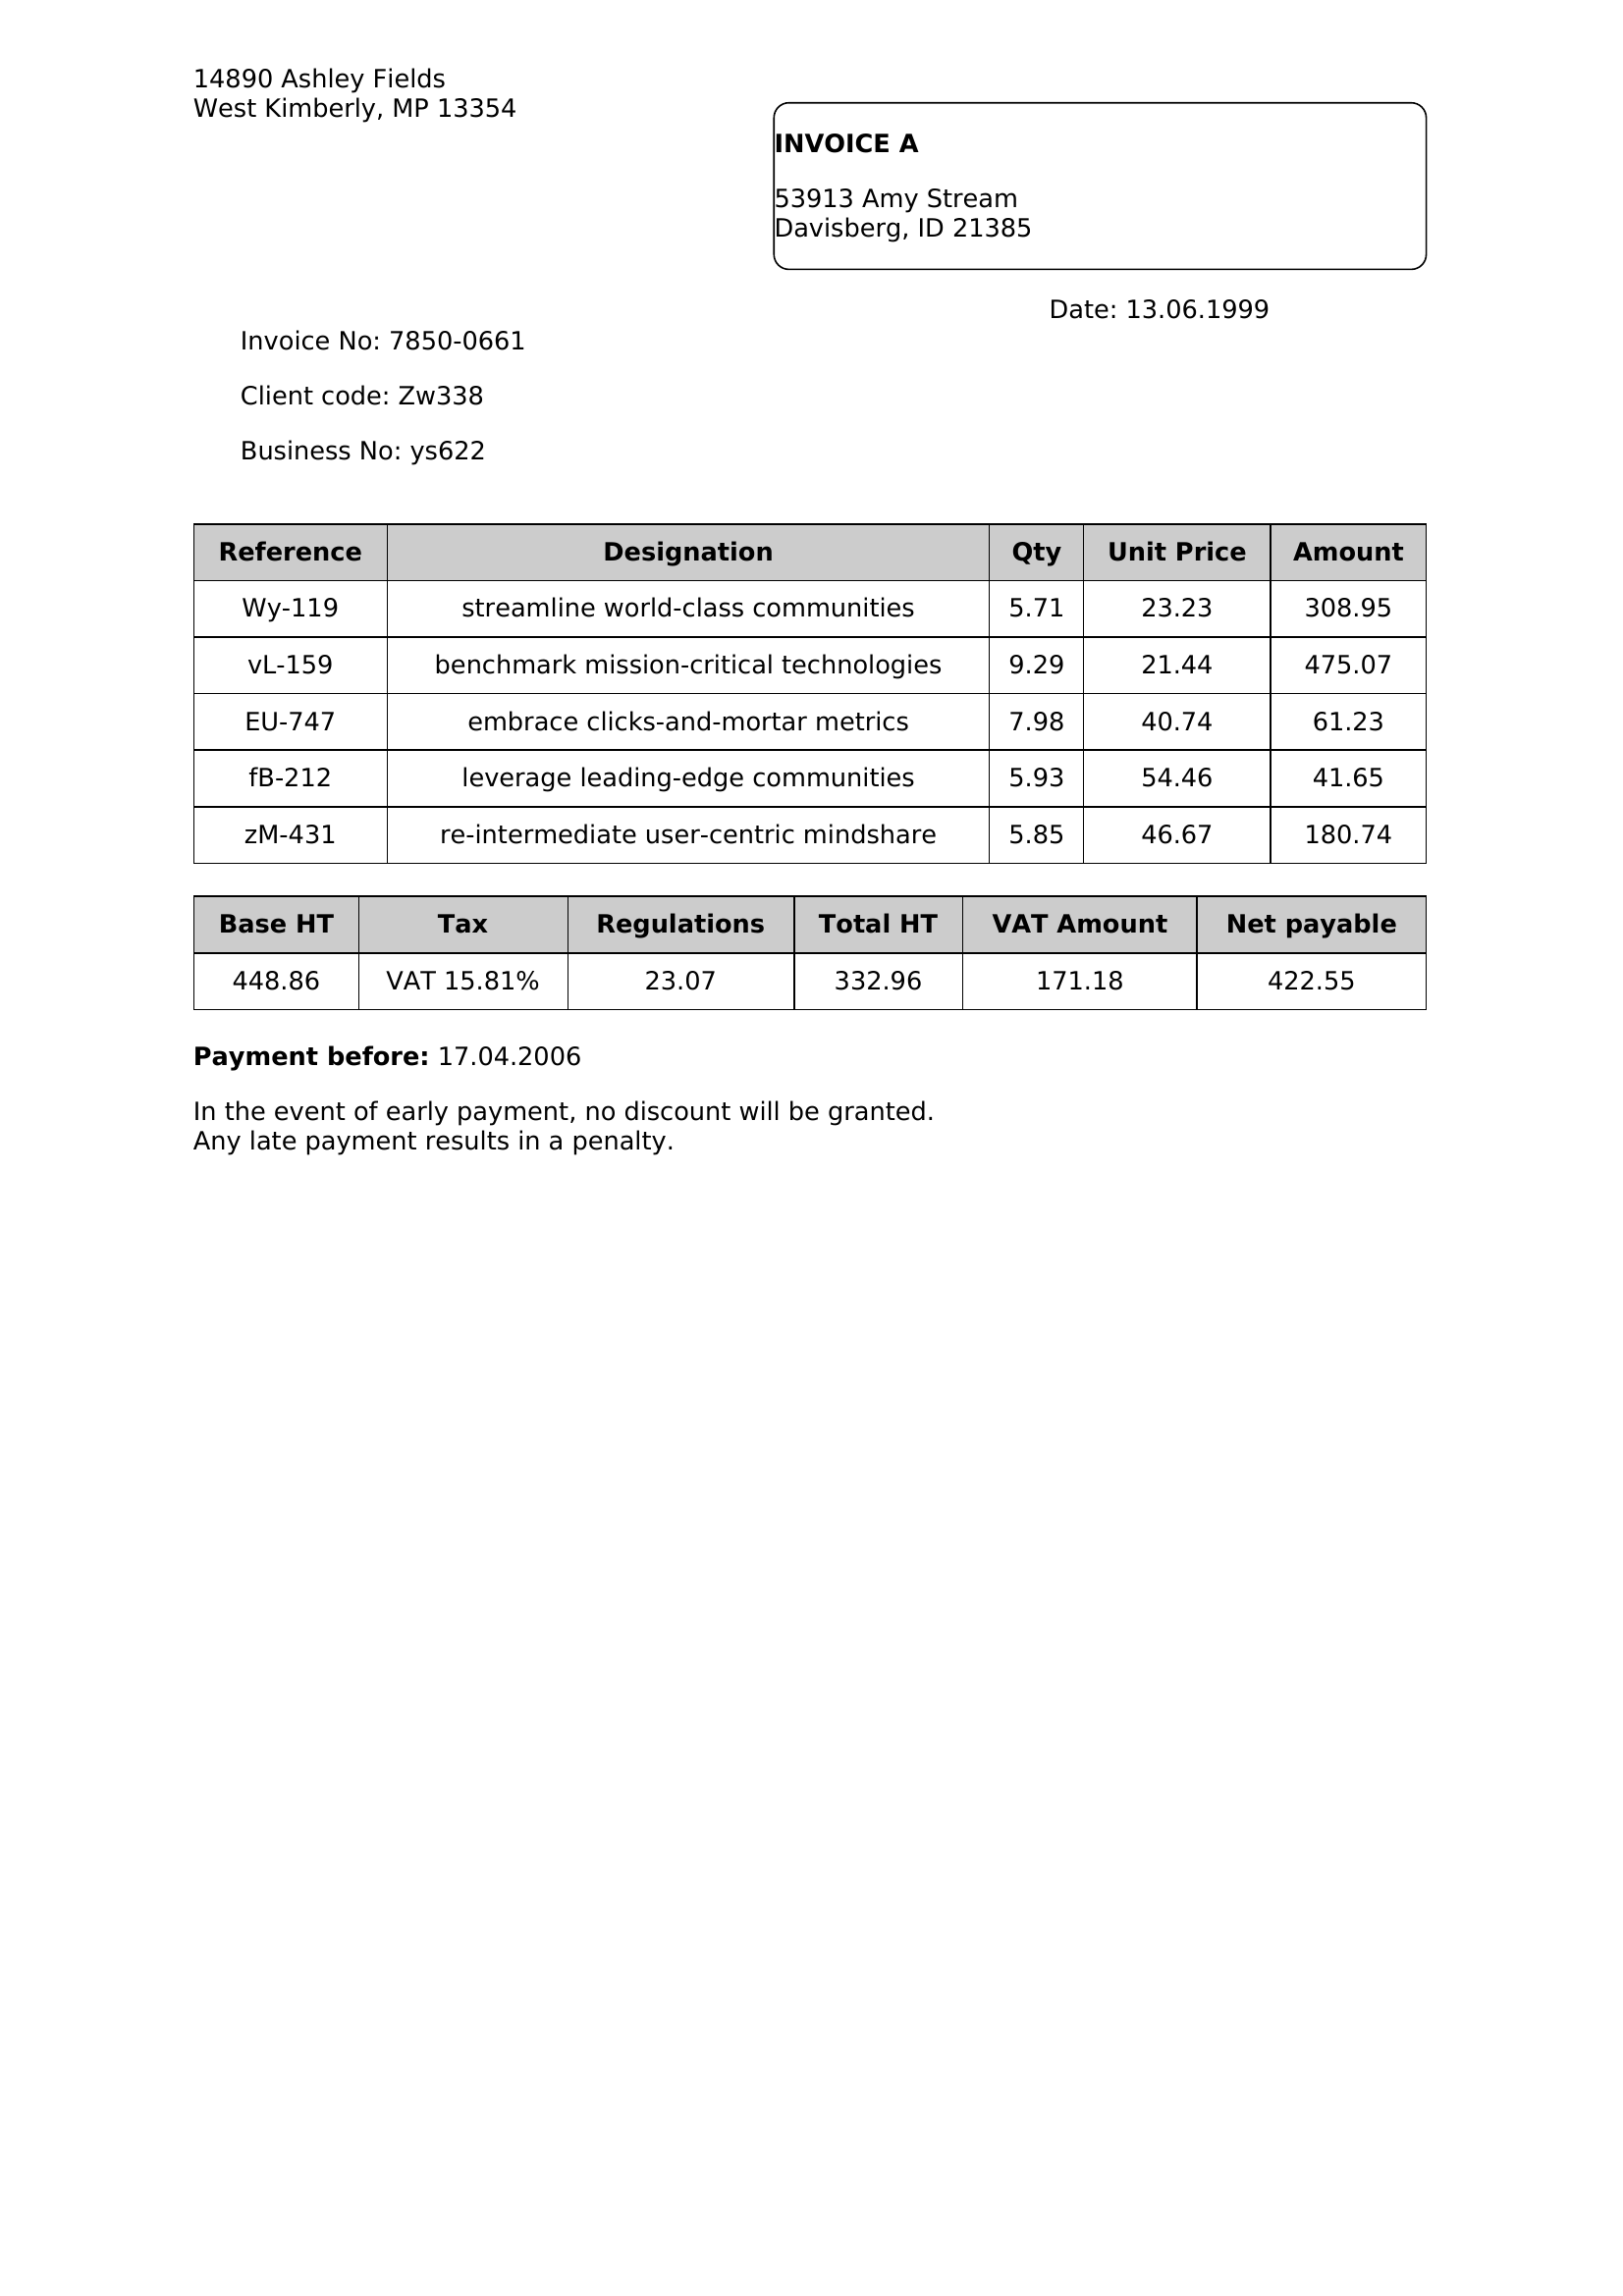 14890 Ashley Fields
West Kimberly, MP 13354
INVOICE A
53913 Amy Stream
Davisberg, ID 21385
Date: 13.06.1999
Invoice No: 7850-0661
Client code: Zw338
Business No: ys622
Reference Designation Qty Unit Price Amount
Wy-119 streamline world-class communities 5.71 23.23 308.95
vL-159 benchmark mission-critical technologies 9.29 21.44 475.07
EU-747 embrace clicks-and-mortar metrics 7.98 40.74 61.23
fB-212 leverage leading-edge communities 5.93 54.46 41.65
zM-431 re-intermediate user-centric mindshare 5.85 46.67 180.74
Base HT Tax Regulations Total HT VAT Amount Net payable
448.86 VAT 15.81% 23.07 332.96 171.18 422.55
Payment before: 17.04.2006
In the event of early payment, no discount will be granted.
Any late payment results in a penalty.